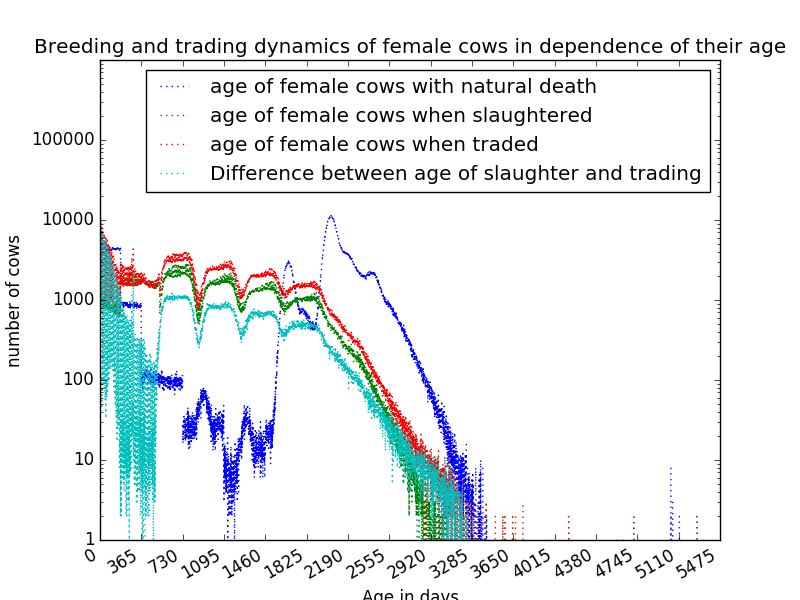 Breeding and trading dynamics of female cows in dependence of their age
age of female cows with natural death
age of female cows when slaughtered
age of female cows when traded
Difference between age of slaughter and trading
number of cows
100000
10000
1000
100
10
1
0 365 730 1095 1460 1825 2190 2555 2920 3285 3650 4015 4380 4745 5110 5475
Age in days